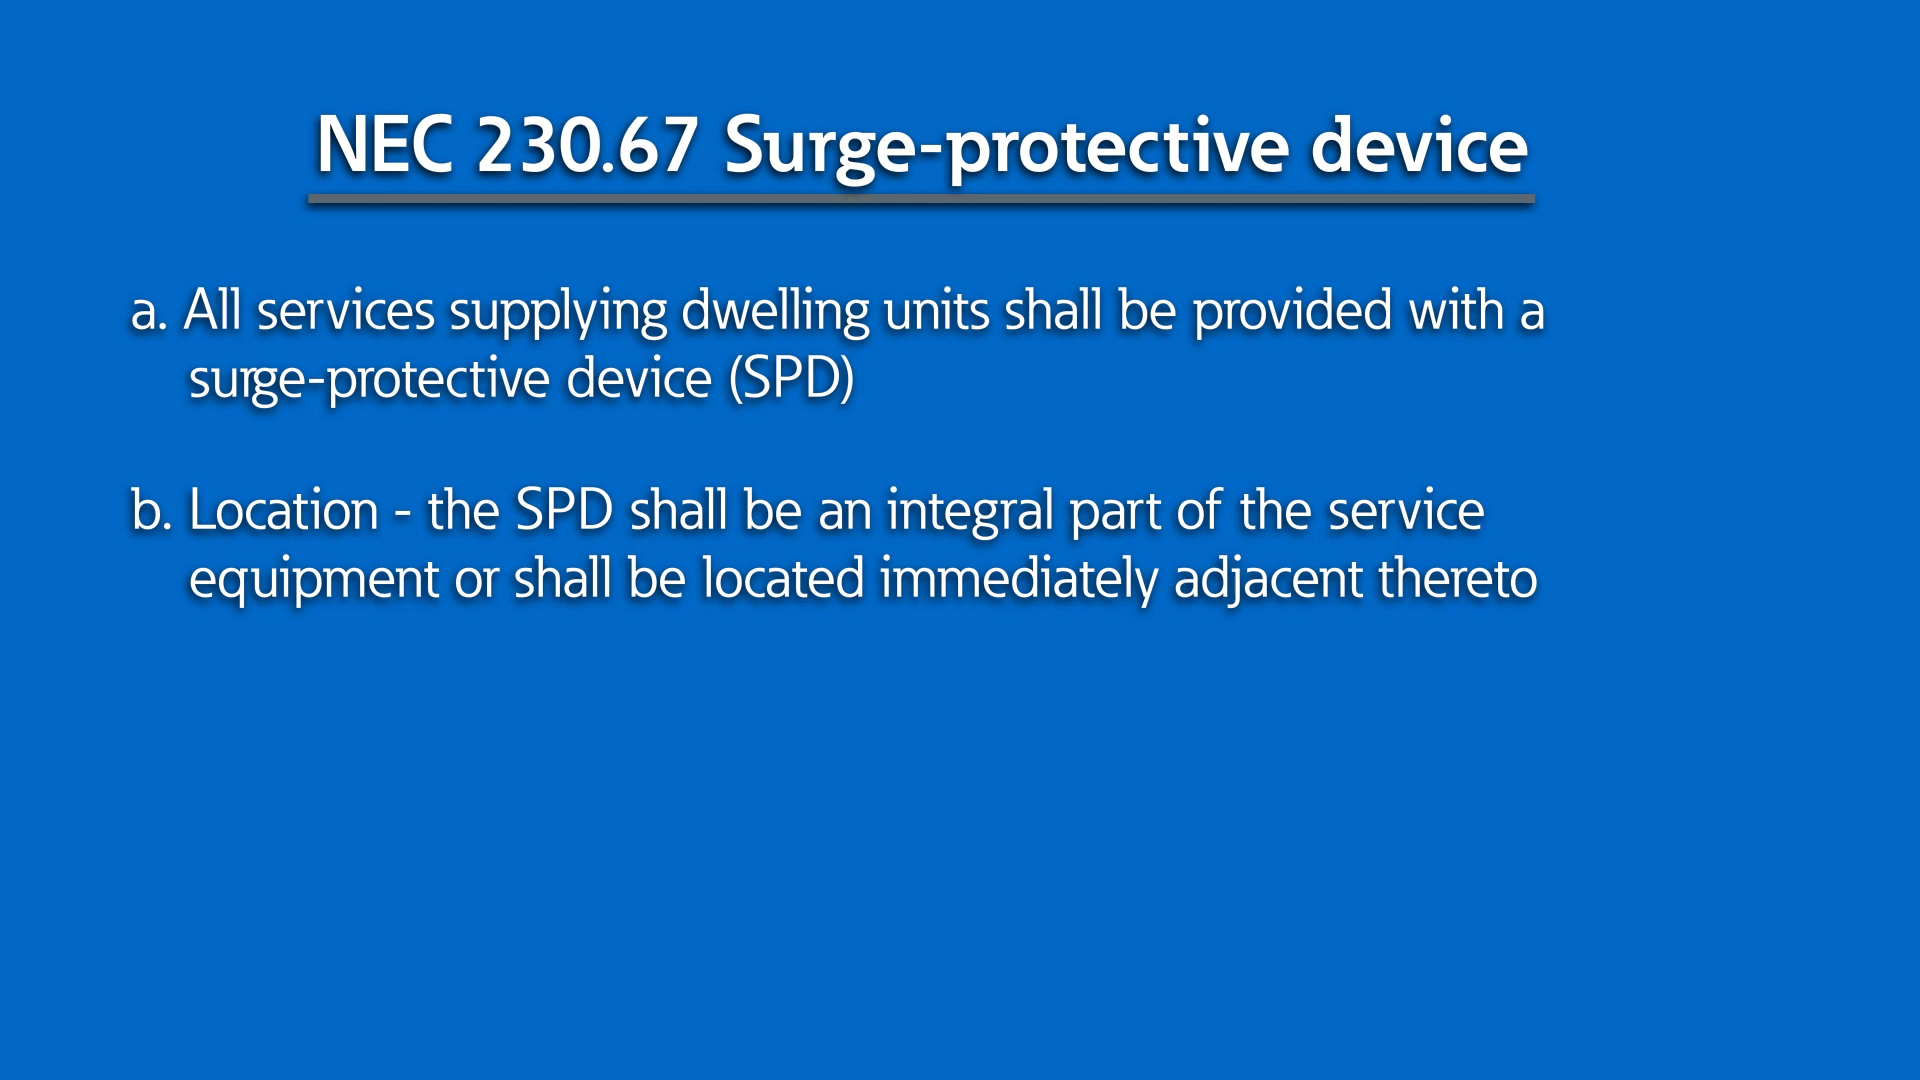 NEC 230.67 Surge-protective device
a. All services supplying dwelling units shall be provided with a
surge-protective device (SPD)
b. Location - the SPD shall be an integral part of the service
equipment or shall be located immediately adjacent thereto